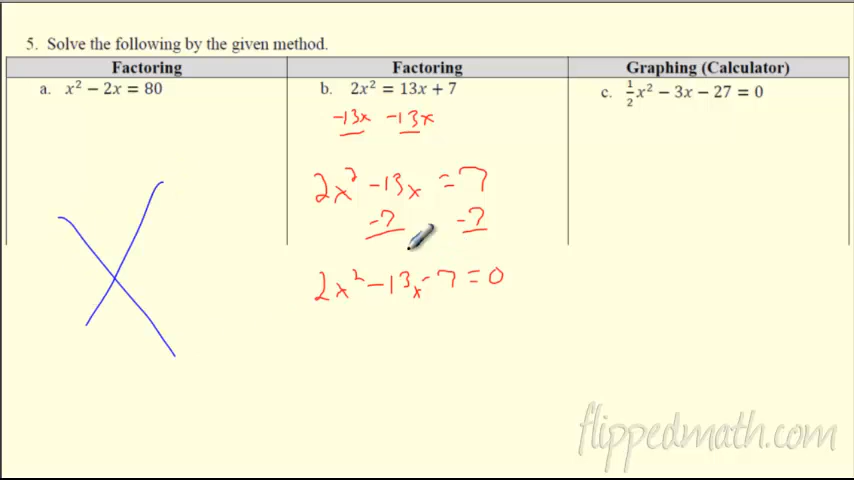 5. Solve the following by the given method.
Factoring
a. x² − 2x = 80
Factoring
b. 2x² = 13x + 7
-13x -13x
2x² -13x = 7
-7 -7
2x² -13x -7 = 0
Graphing (Calculator)
c. ½x² − 3x − 27 = 0
flippedmath.com